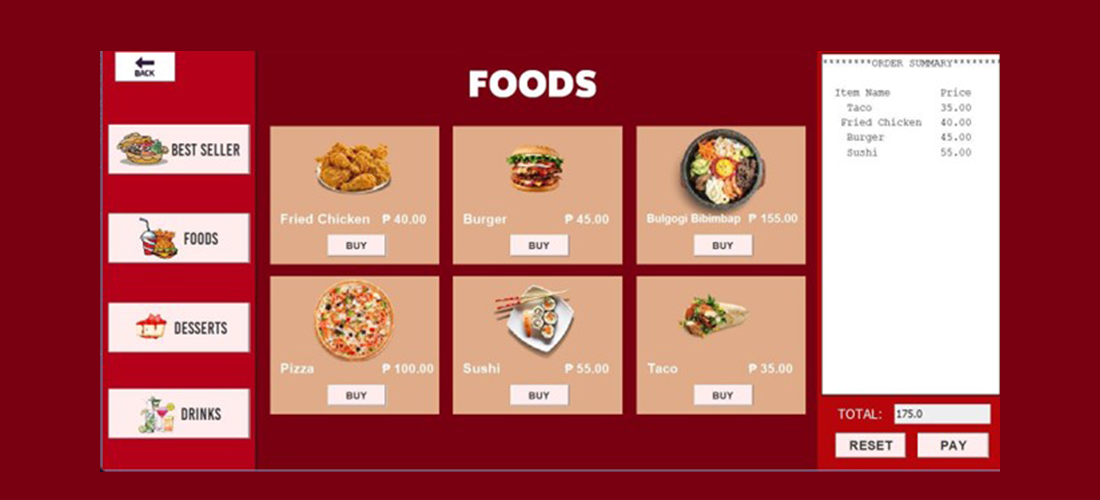 BACK
BEST SELLER
FOODS
DESSERTS
DRINKS
FOODS
Fried Chicken ₱ 40.00
BUY
Burger ₱ 45.00
BUY
Bulgogi Bibimbap ₱ 155.00
BUY
Pizza ₱ 100.00
BUY
Sushi ₱ 55.00
BUY
Taco ₱ 35.00
BUY
********ORDER SUMMARY********
Item Name Price
Taco 35.00
Fried Chicken 40.00
Burger 45.00
Sushi 55.00
TOTAL: 175.0
RESET PAY